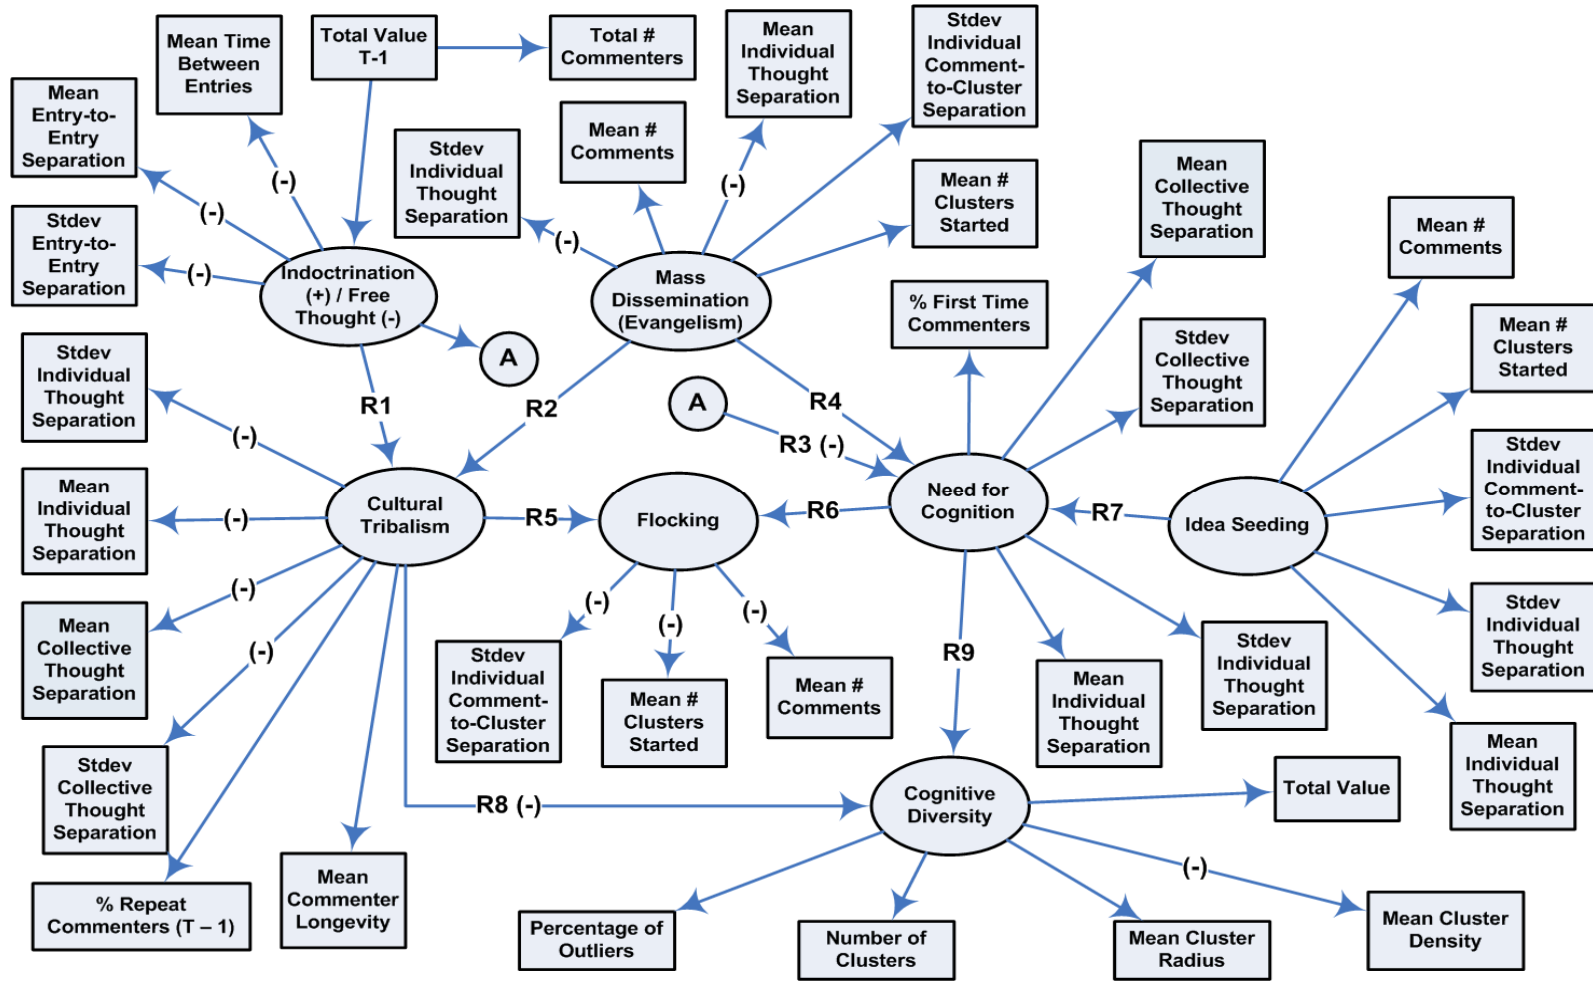 Mean Time
Between
Entries
Total Value
T-1
Total #
Commenters
Mean
Individual
Thought
Separation
Stdev
Individual
Comment-
to-Cluster
Separation
Mean
Entry-to-
Entry
Separation
Stdev
Individual
Thought
Separation
Mean #
Comments
(-)
(-)
(-)
(-)
(-)
Mean #
Clusters
Started
Mean
Collective
Thought
Separation
Mean #
Comments
Stdev
Entry-to-
Entry
Separation
Indoctrination
(+) / Free
Thought (-)
Mass
Dissemination
(Evangelism)
% First Time
Commenters
Stdev
Collective
Thought
Separation
Mean #
Clusters
Started
Stdev
Individual
Thought
Separation
A
R1
R2
A
R4
R3 (-)
(-)
Mean
Individual
Thought
Separation
(-)
Cultural
Tribalism
R5
Flocking
R6
Need for
Cognition
R7
Idea Seeding
Stdev
Individual
Comment-
to-Cluster
Separation
Mean
Collective
Thought
Separation
(-)
(-)
(-)
(-)
(-)
Stdev
Individual
Comment-
to-Cluster
Separation
Mean #
Clusters
Started
Mean #
Comments
R9
Mean
Individual
Thought
Separation
Stdev
Individual
Thought
Separation
Stdev
Individual
Thought
Separation
Mean
Individual
Thought
Separation
Stdev
Collective
Thought
Separation
R8 (-)
Cognitive
Diversity
Total Value
% Repeat
Commenters (T – 1)
Mean
Commenter
Longevity
(-)
Percentage of
Outliers
Number of
Clusters
Mean Cluster
Radius
Mean Cluster
Density